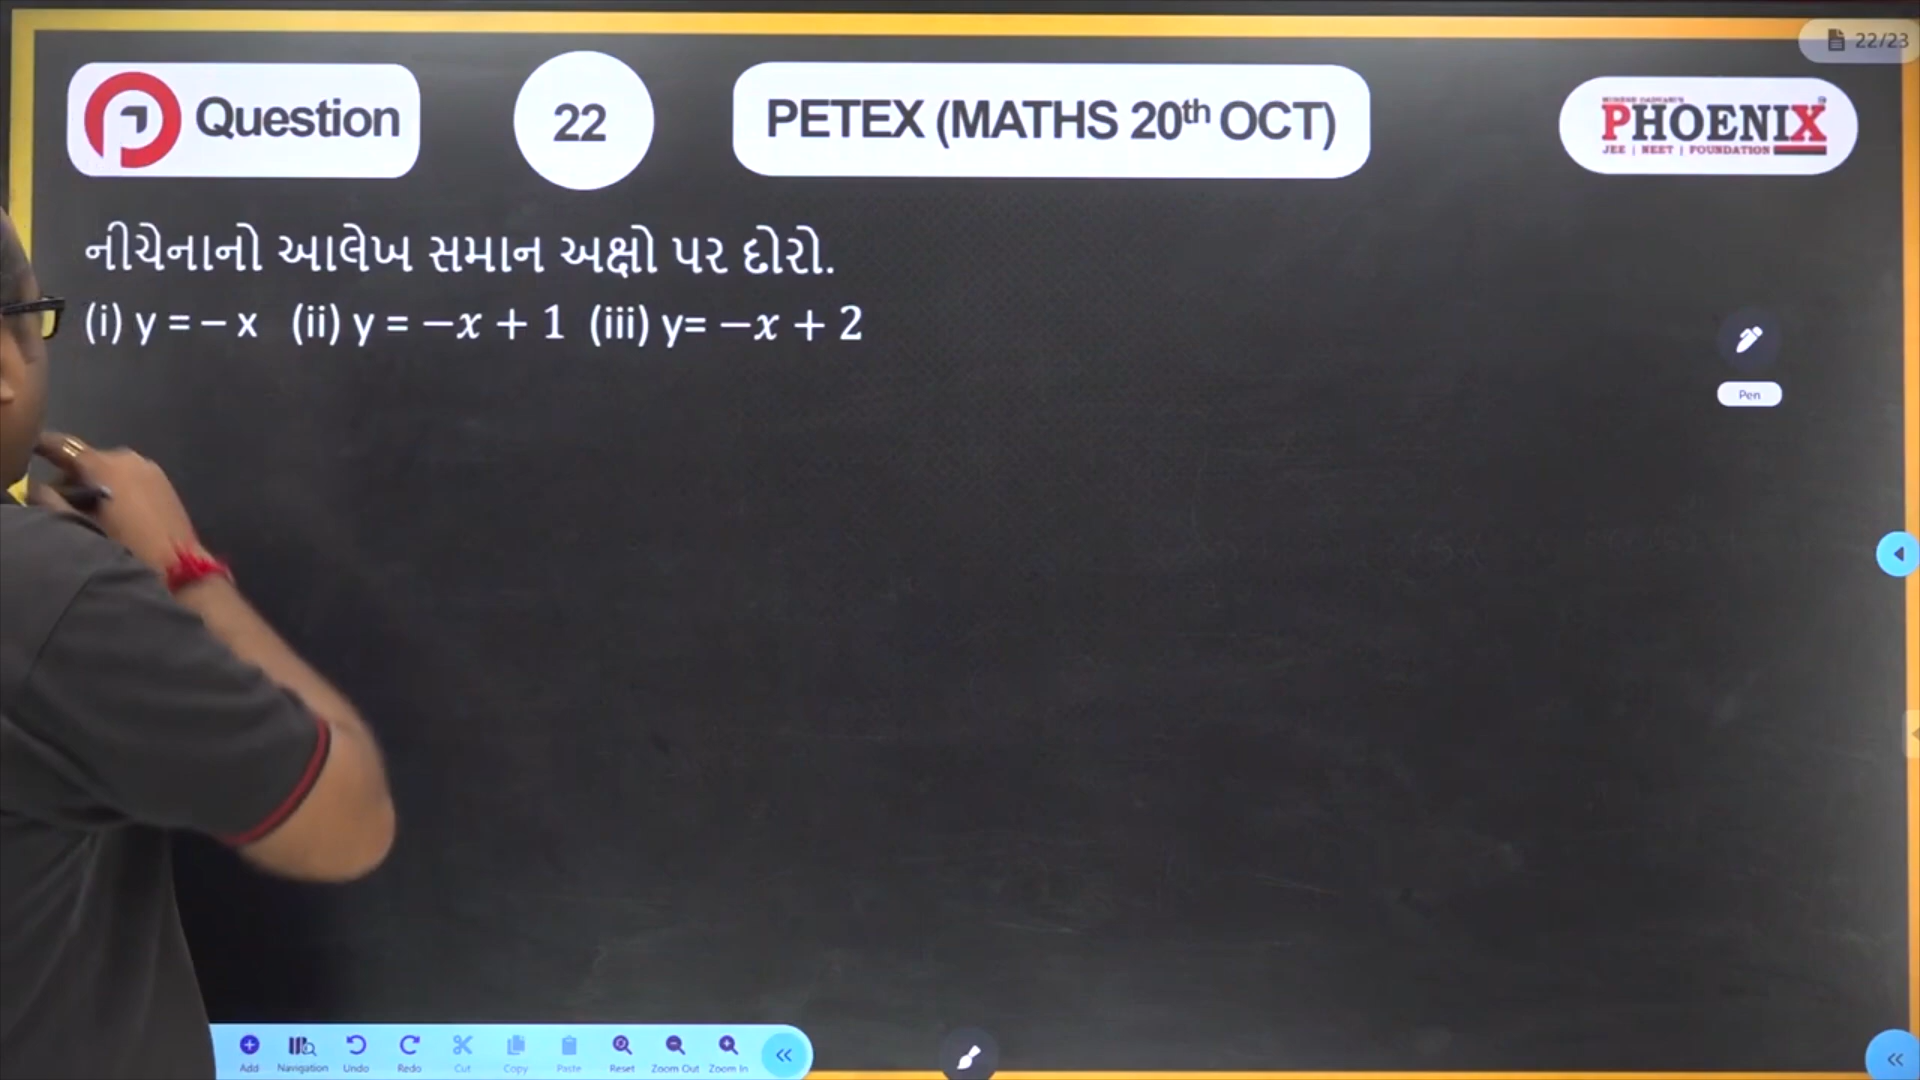 22/23
Question
22
PETEX (MATHS 20th OCT)
PHOENIX
JEE | NEET | FOUNDATION
નીચેનાનો આલેખ સમાન અક્ષો પર દોરો.
(i) y = – x (ii) y = −x + 1 (iii) y= −x + 2
Pen
Add Navigation Undo Redo Cut Copy Paste Reset Zoom Out Zoom In